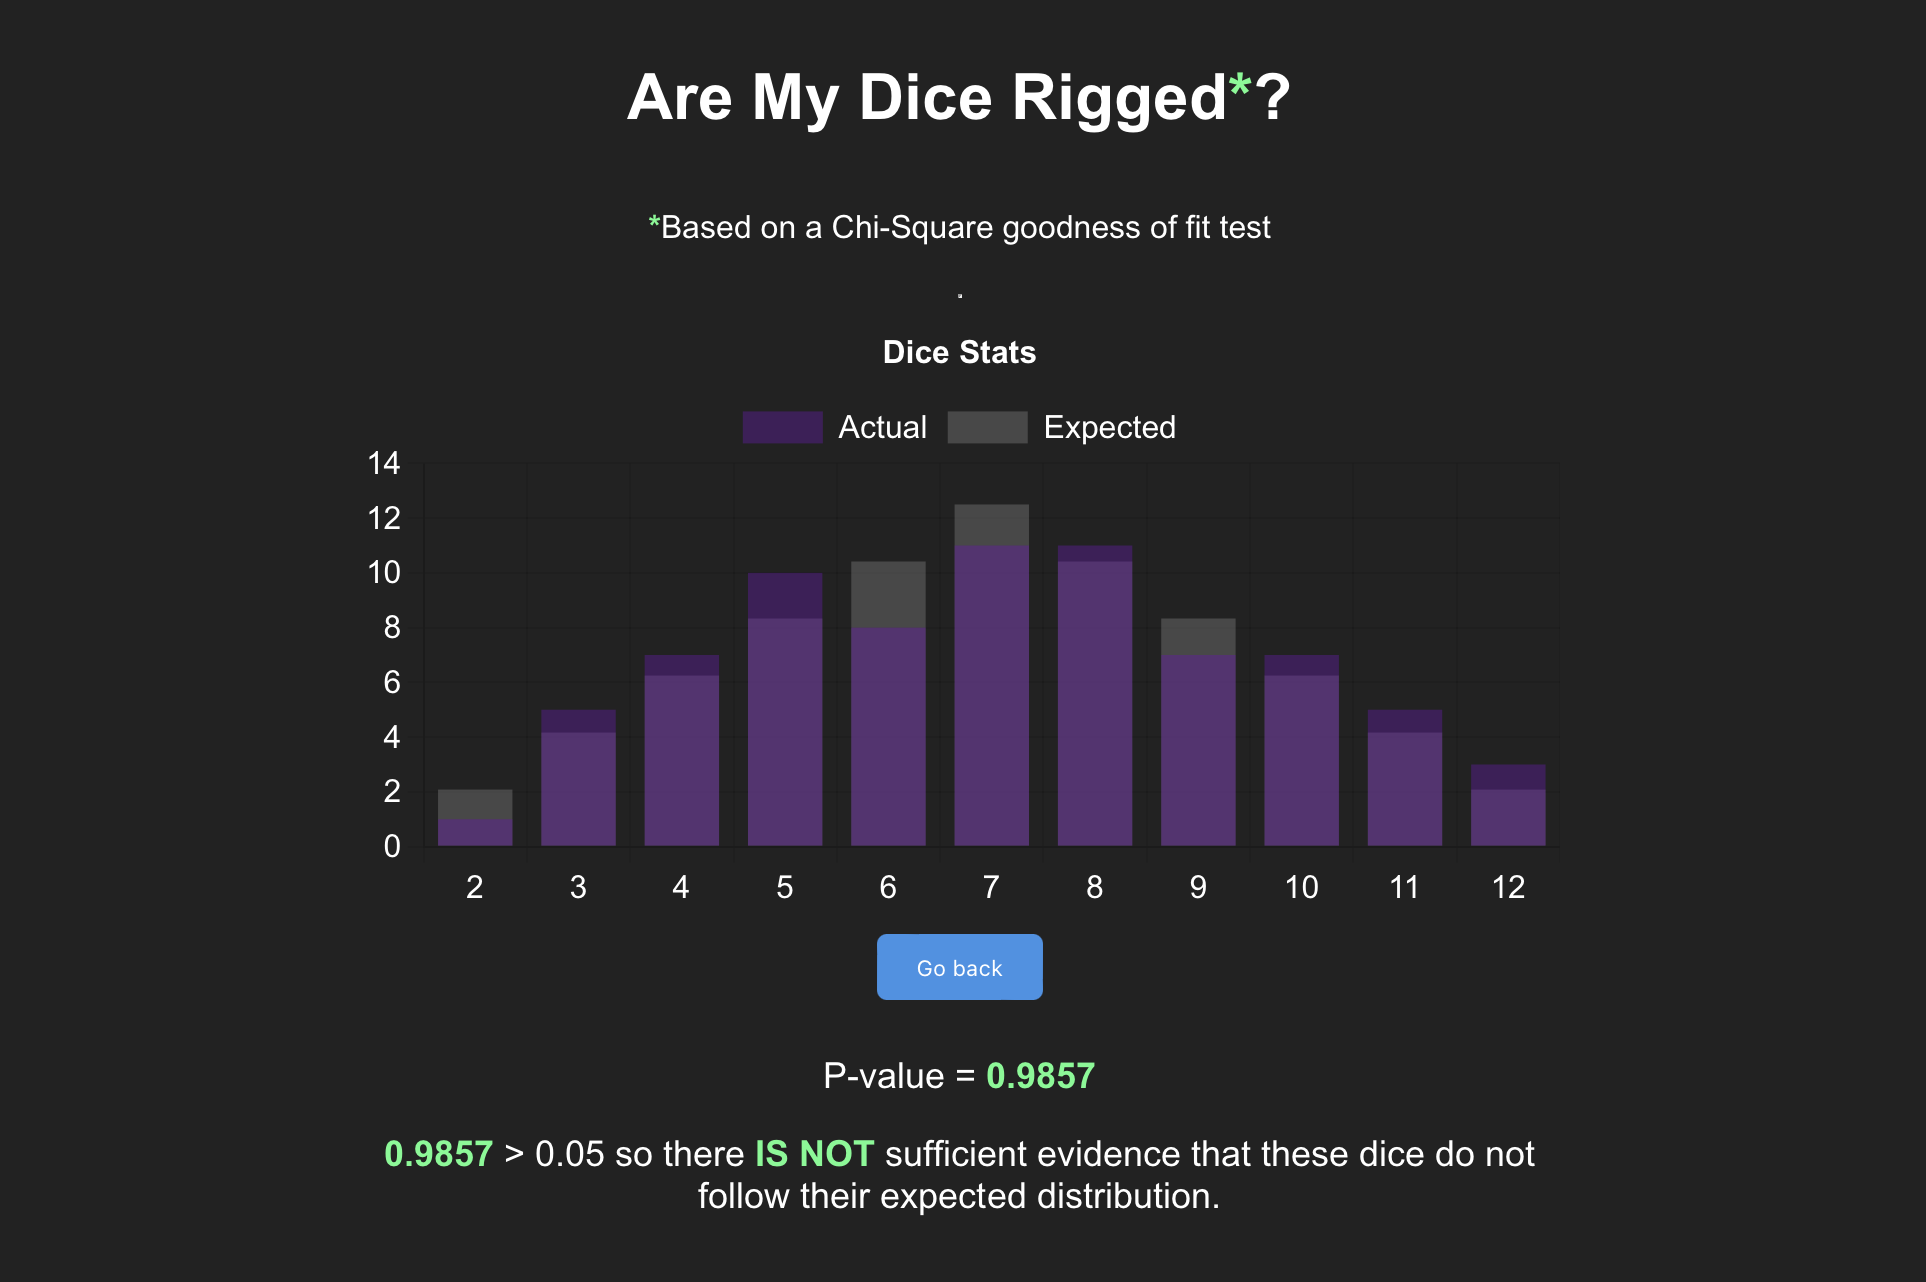 Are My Dice Rigged*?
*Based on a Chi-Square goodness of fit test
Dice Stats
Actual Expected
14
12
10
8
6
4
2
0
2 3 4 5 6 7 8 9 10 11 12
Go back
P-value = 0.9857
0.9857 > 0.05 so there IS NOT sufficient evidence that these dice do not
follow their expected distribution.